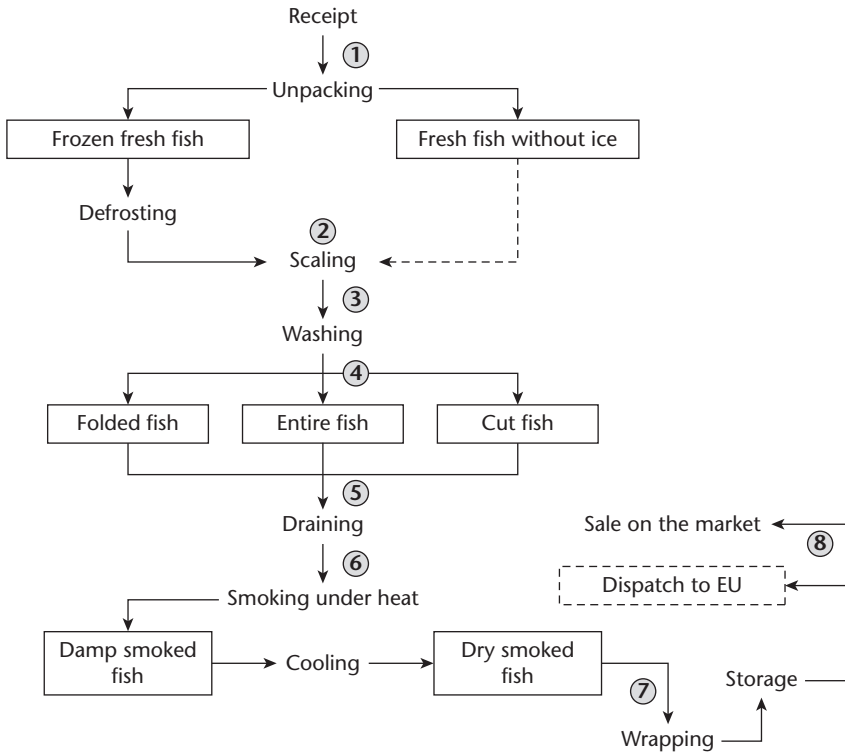 Receipt
1
Unpacking
Frozen fresh fish
Fresh fish without ice
Defrosting
2
Scaling
3
Washing
4
Folded fish
Entire fish
Cut fish
5
Draining
Sale on the market
8
6
Dispatch to EU
Smoking under heat
Damp smoked
fish
Cooling
Dry smoked
fish
7
Storage
Wrapping